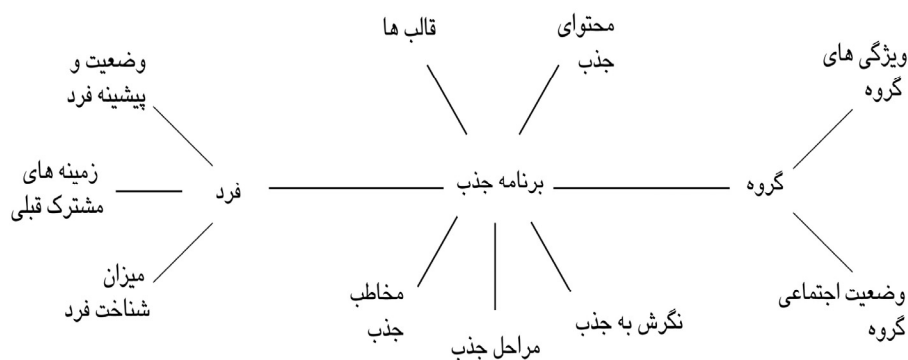 محتوای
جذب
قالب ها
ویژگی های
گروه
وضعیت و
پیشینه فرد
گروه
برنامه جذب
فرد
زمینه های
مشترک قبلی
وضعیت اجتماعی
گروه
نگرش به جذب
مراحل جذب
مخاطب
جذب
میزان
شناخت فرد